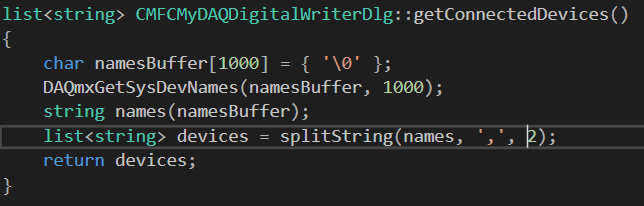 list<string> CMFCMyDAQDigitalWriterDlg::getConnectedDevices()
{
    char namesBuffer[1000] = { '\0' };
    DAQmxGetSysDevNames(namesBuffer, 1000);
    string names(namesBuffer);
    list<string> devices = splitString(names, ',', 2);
    return devices;
}